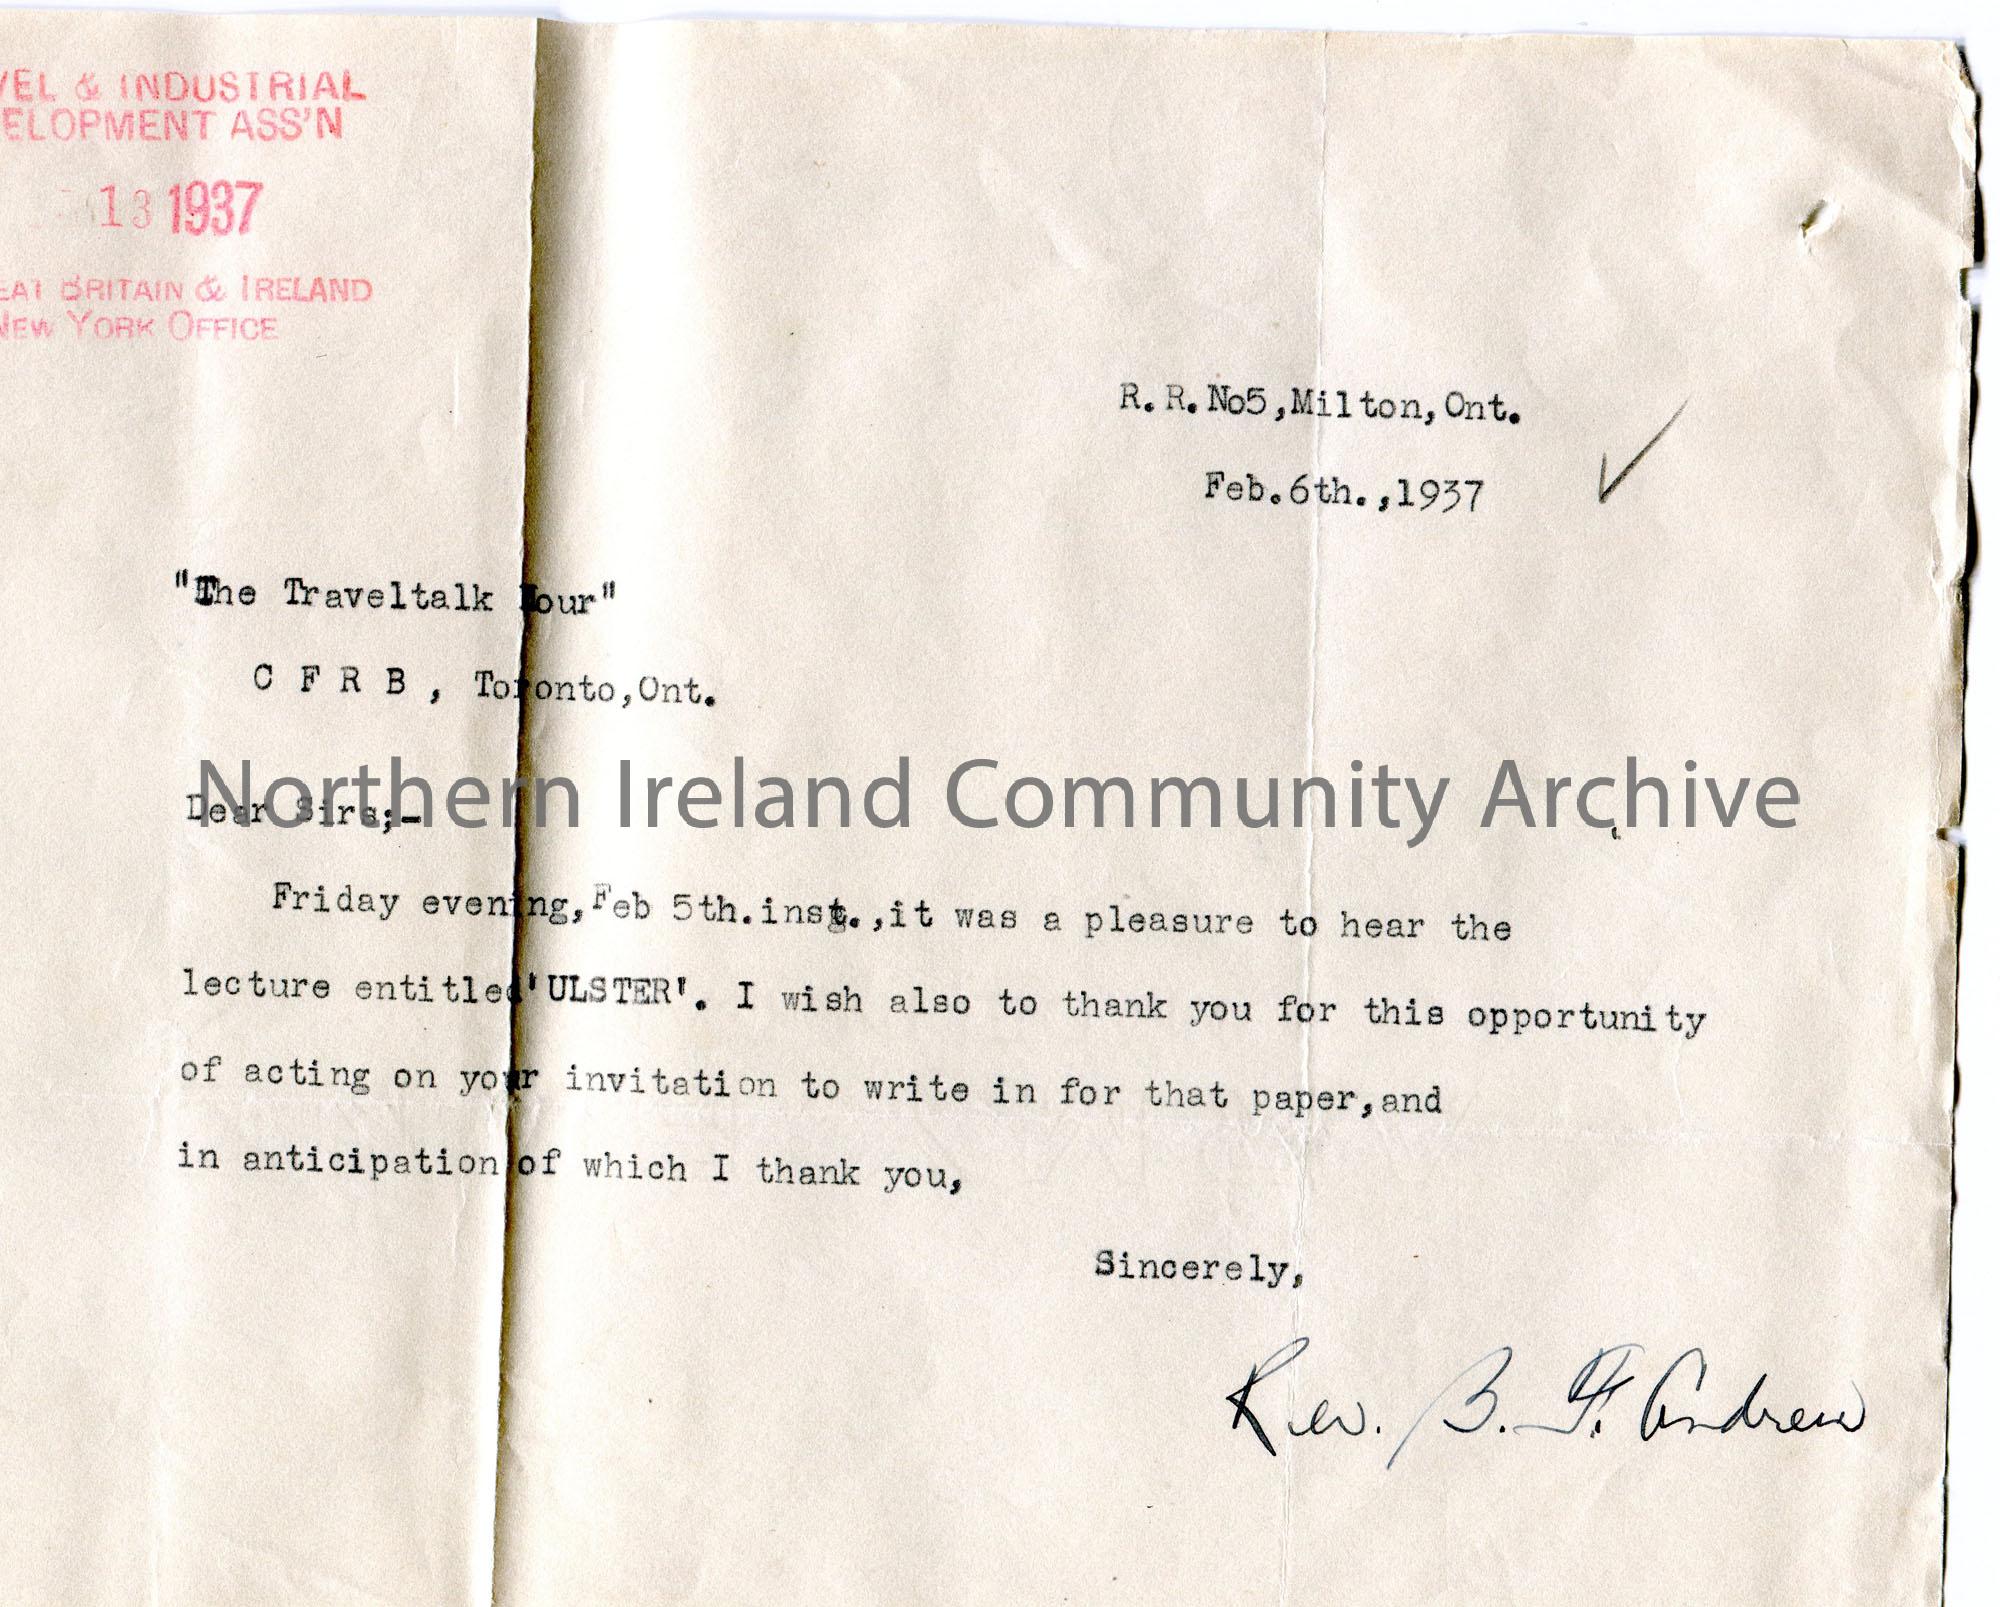 VEL & INDUSTRIAL
ELOPMENT ASS'N
13 1937
EAT BRITAIN & IRELAND
NEW YORK OFFICE
R.R.No5,Milton,Ont.
Feb.6th.,1937
"The Traveltalk Hour"
C F R B , Toronto,Ont.
Northern Ireland Community Archive
Dear Sirs;-
Friday evening,Feb 5th.inst.,it was a pleasure to hear the
lecture entitled'ULSTER'. I wish also to thank you for this opportunity
of acting on your invitation to write in for that paper,and
in anticipation of which I thank you,
Sincerely,
Rev. B. F. Andrew